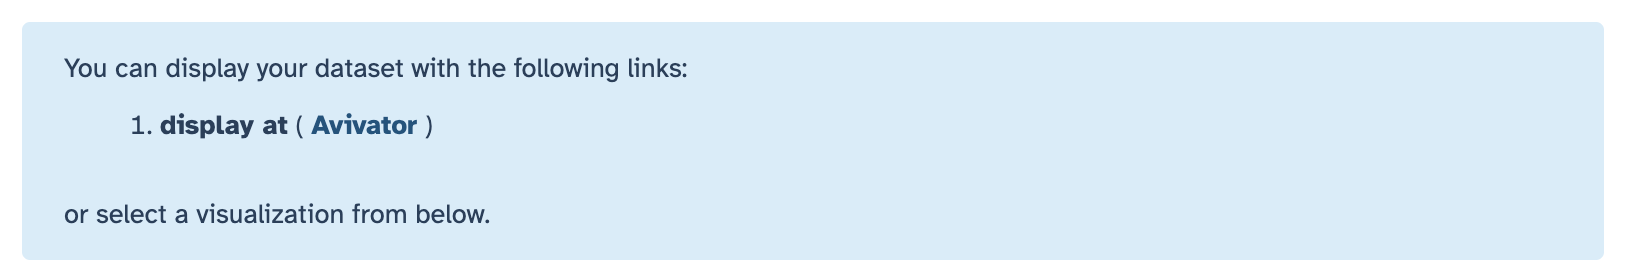 You can display your dataset with the following links:
1. display at ( Avivator )
or select a visualization from below.